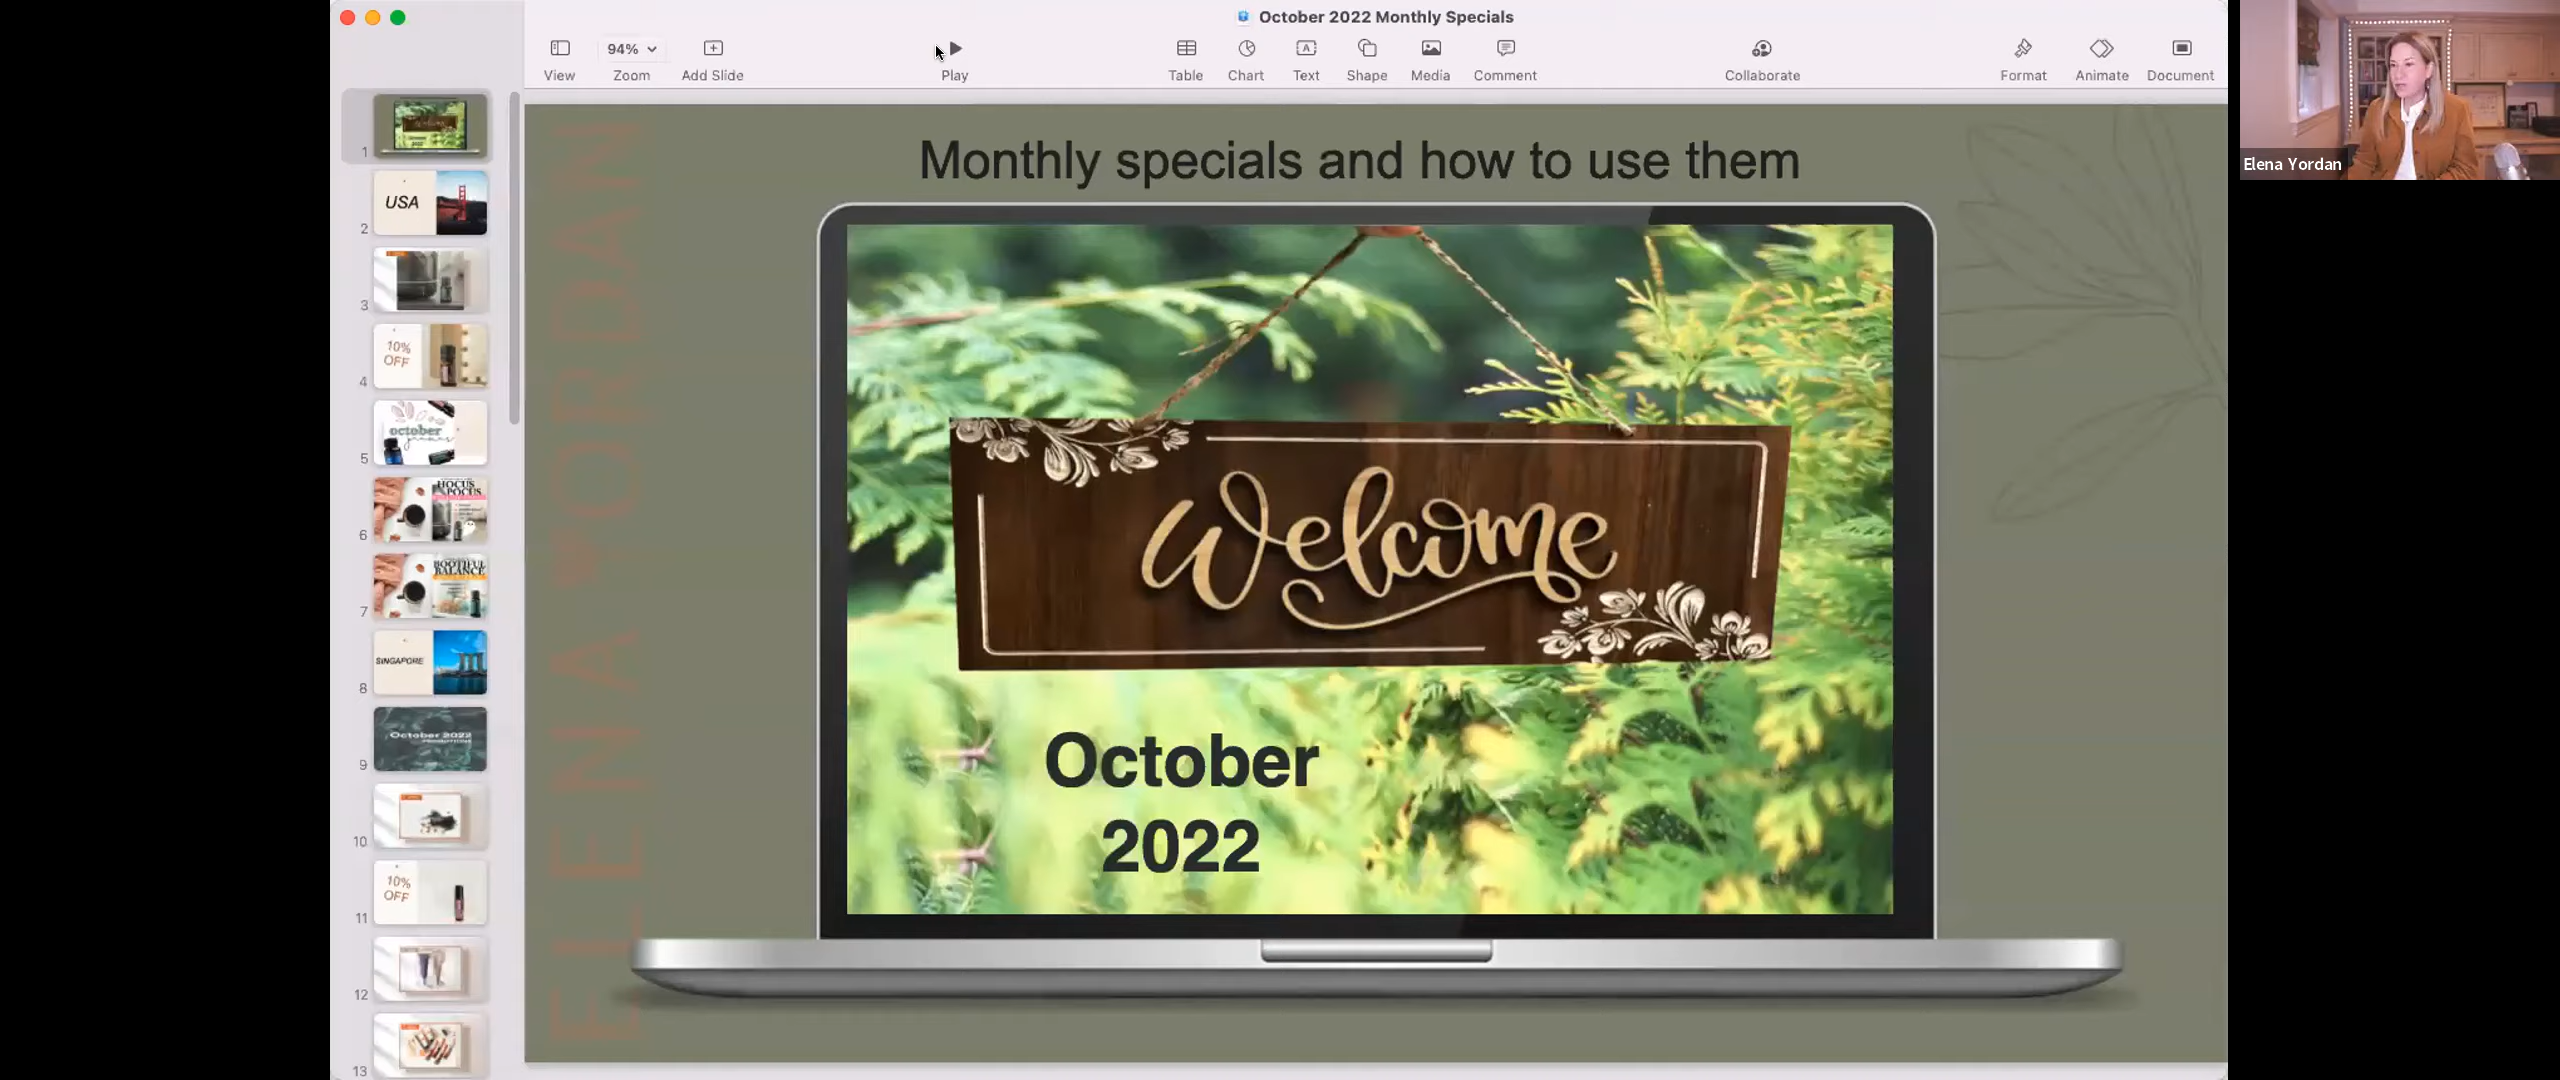 October 2022 Monthly Specials
94%
View
Zoom
Add Slide
Play
Table
Chart
Text
Shape
Media
Comment
Collaborate
Format
Animate
Document
Elena Yordan
1
USA
2
3
10%
OFF
4
october
5
HOCUS
POCUS
6
BOOTIFUL
BALANCE
7
SINGAPORE
8
October 2022
9
10
10%
OFF
11
12
13
ELENA YORDAN
Monthly specials and how to use them
Welcome
October
2022